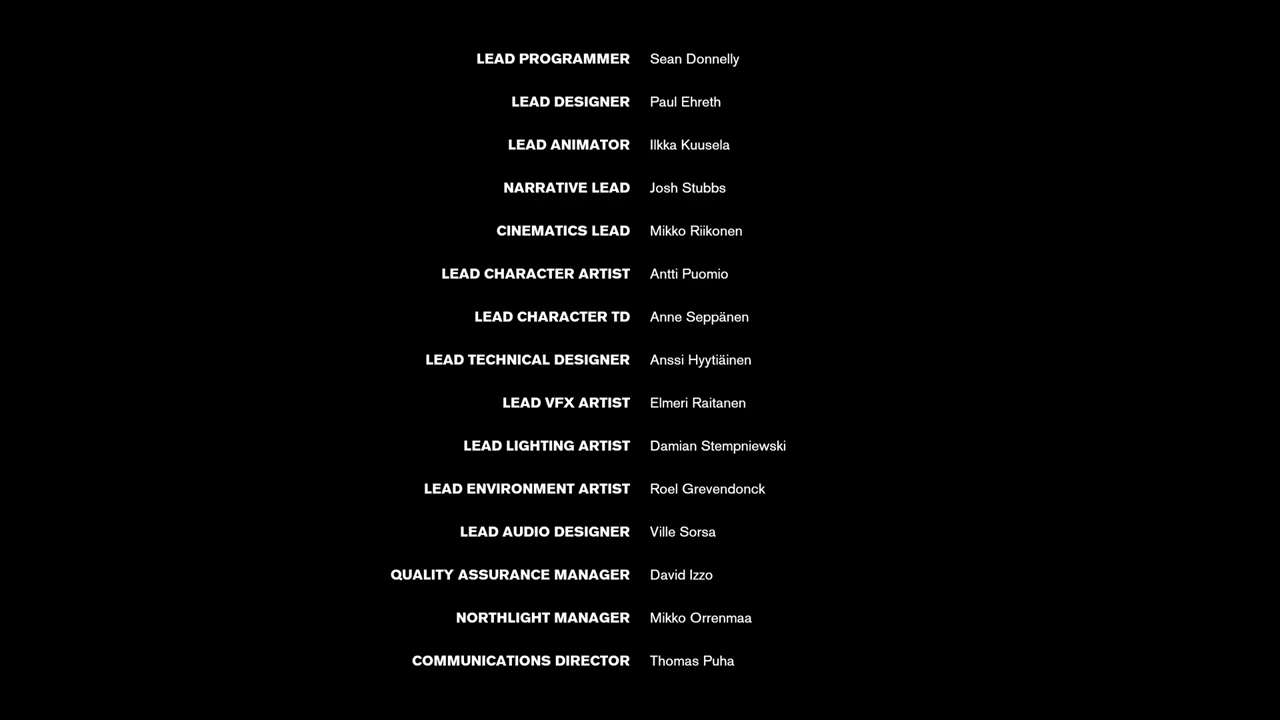 LEAD PROGRAMMER Sean Donnelly
LEAD DESIGNER Paul Ehreth
LEAD ANIMATOR Ilkka Kuusela
NARRATIVE LEAD Josh Stubbs
CINEMATICS LEAD Mikko Riikonen
LEAD CHARACTER ARTIST Antti Puomio
LEAD CHARACTER TD Anne Seppänen
LEAD TECHNICAL DESIGNER Anssi Hyytiäinen
LEAD VFX ARTIST Elmeri Raitanen
LEAD LIGHTING ARTIST Damian Stempniewski
LEAD ENVIRONMENT ARTIST Roel Grevendonck
LEAD AUDIO DESIGNER Ville Sorsa
QUALITY ASSURANCE MANAGER David Izzo
NORTHLIGHT MANAGER Mikko Orrenmaa
COMMUNICATIONS DIRECTOR Thomas Puha